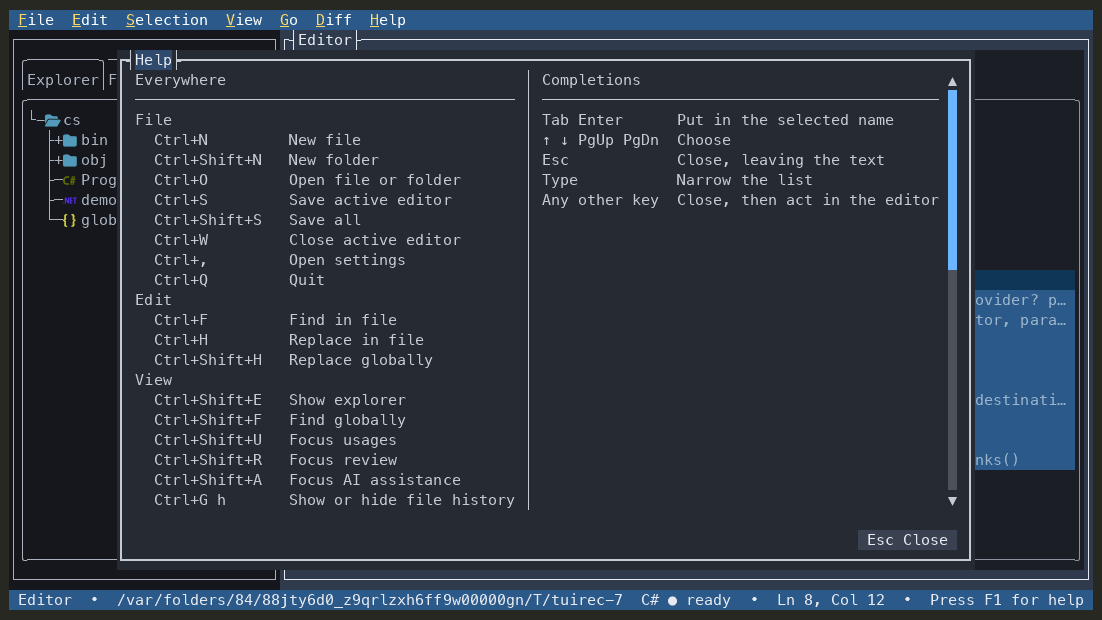 File Edit Selection View Go Diff Help
Editor
Help
Explorer F
Everywhere
Completions
cs
bin
obj
C# Prog
.NET demo
{} glob
File
Ctrl+N New file
Ctrl+Shift+N New folder
Ctrl+O Open file or folder
Ctrl+S Save active editor
Ctrl+Shift+S Save all
Ctrl+W Close active editor
Ctrl+, Open settings
Ctrl+Q Quit
Edit
Ctrl+F Find in file
Ctrl+H Replace in file
Ctrl+Shift+H Replace globally
View
Ctrl+Shift+E Show explorer
Ctrl+Shift+F Find globally
Ctrl+Shift+U Focus usages
Ctrl+Shift+R Focus review
Ctrl+Shift+A Focus AI assistance
Ctrl+G h Show or hide file history
Tab Enter Put in the selected name
↑ ↓ PgUp PgDn Choose
Esc Close, leaving the text
Type Narrow the list
Any other key Close, then act in the editor
ovider? p…
tor, para…
destinati…
nks()
Esc Close
Editor • /var/folders/84/88jty6d0_z9qrlzxh6ff9w00000gn/T/tuirec-7 C# ● ready • Ln 8, Col 12 • Press F1 for help